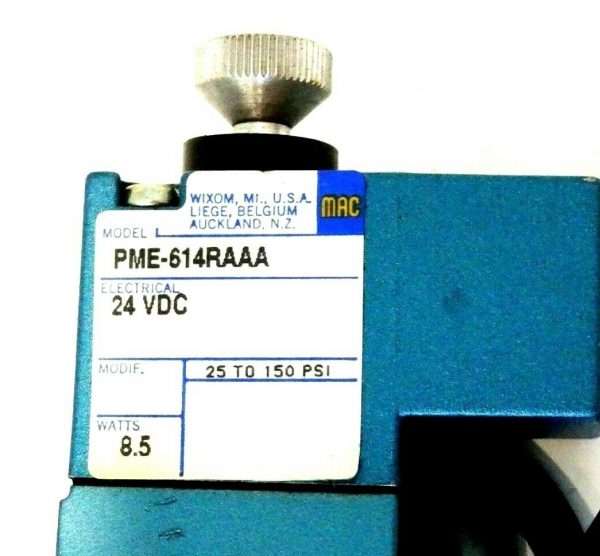 WIXOM, MI., U.S.A.
LIEGE, BELGIUM
AUCKLAND, N.Z.
MAC
MODEL
PME-614RAAA
ELECTRICAL
24 VDC
MODIF.
25 TO 150 PSI
WATTS
8.5